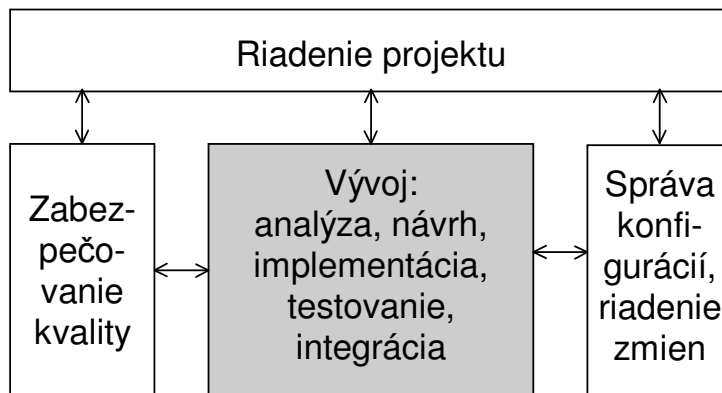 Riadenie projektu
Zabez-
pečo-
vanie
kvality
Vývoj:
analýza, návrh,
implementácia,
testovanie,
integrácia
Správa
konfi-
gurácií,
riadenie
zmien